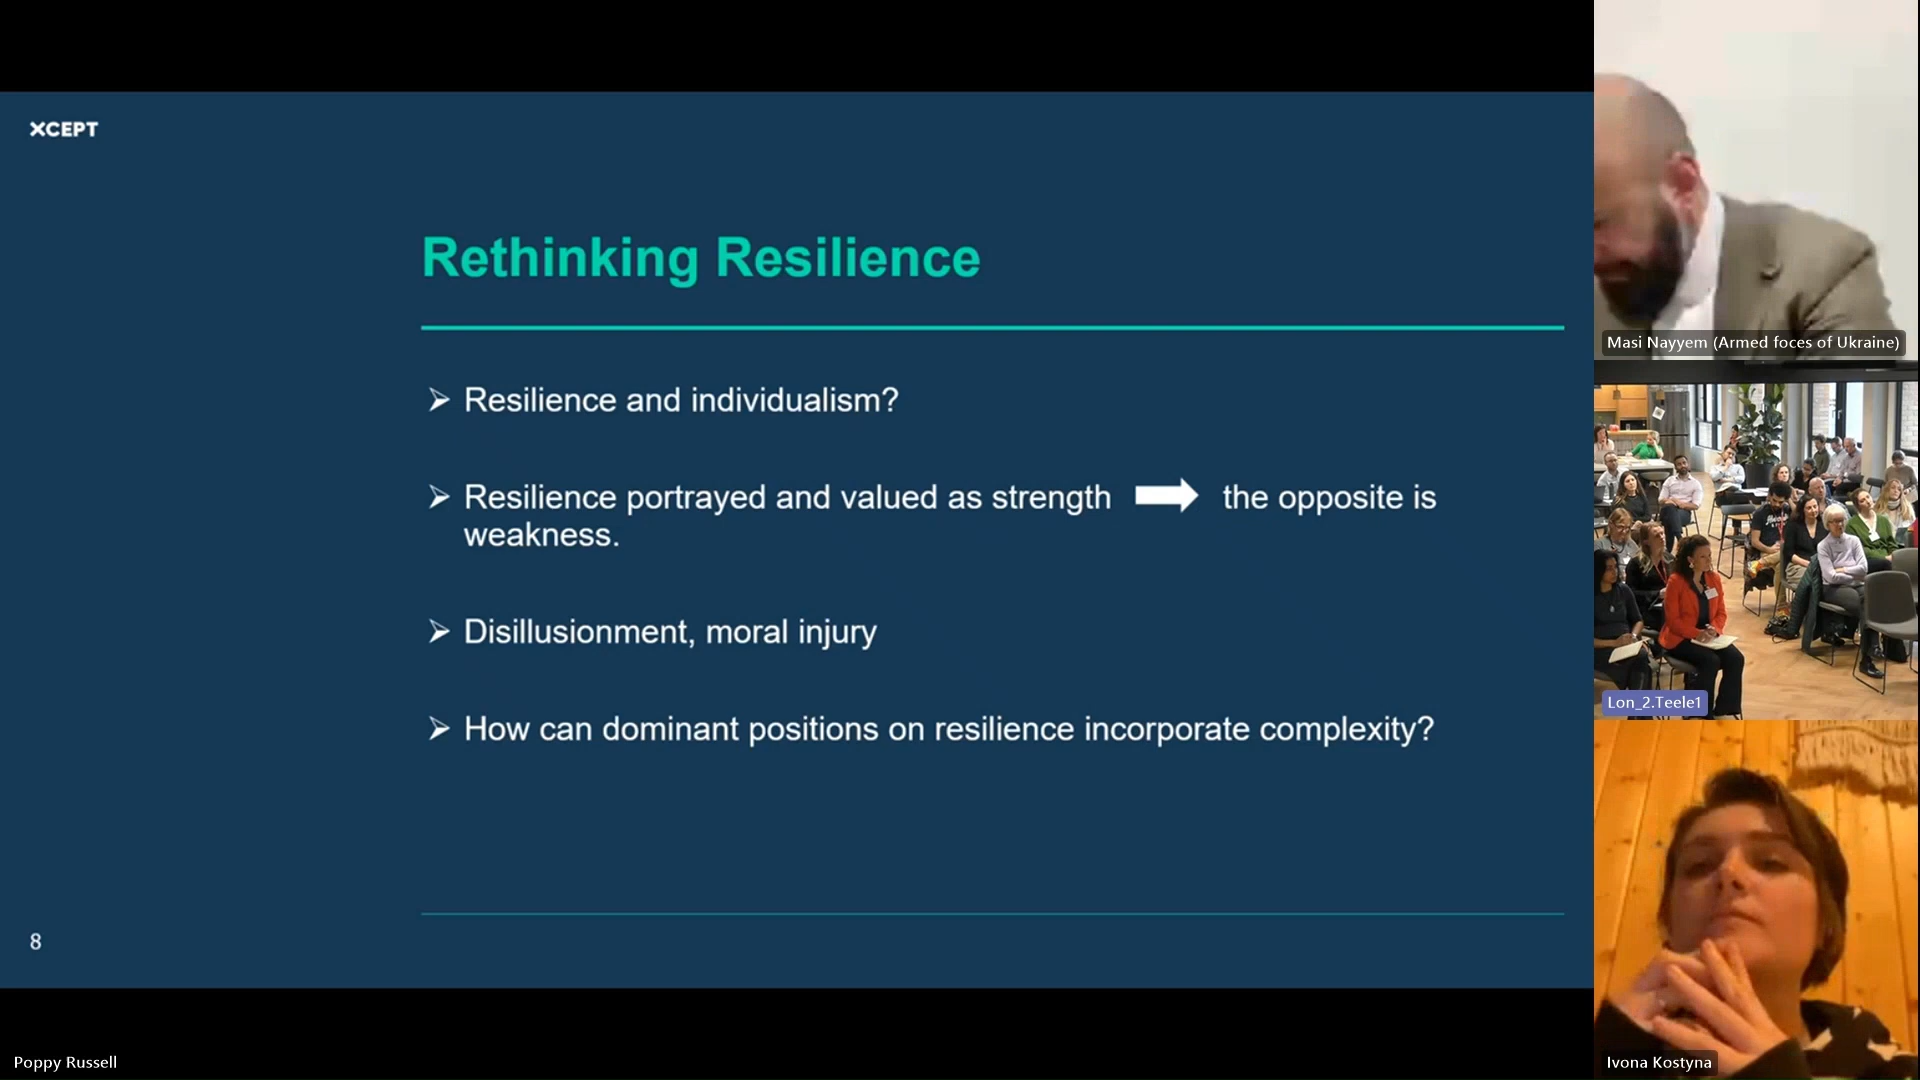 XCEPT
Rethinking Resilience
➢ Resilience and individualism?
➢ Resilience portrayed and valued as strength ➡ the opposite is
weakness.
➢ Disillusionment, moral injury
➢ How can dominant positions on resilience incorporate complexity?
8
Poppy Russell
Masi Nayyem (Armed foces of Ukraine)
Lon_2.Teele1
Ivona Kostyna